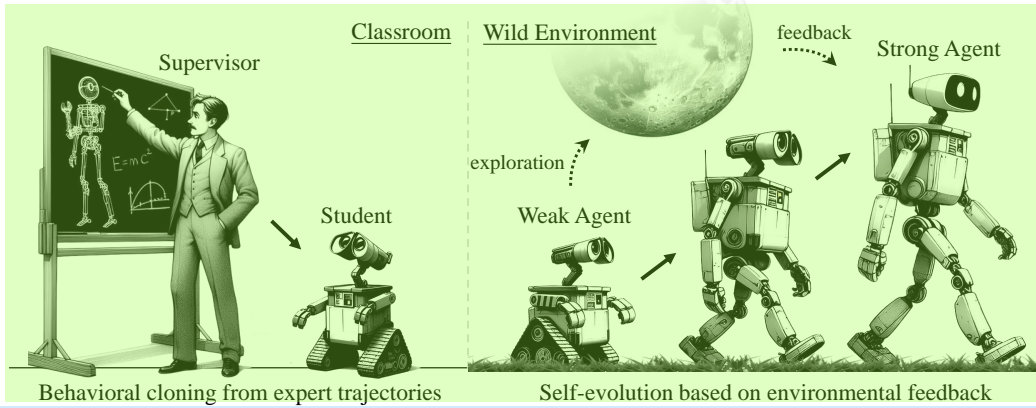 Classroom
Wild Environment
feedback
Strong Agent
Supervisor
E=mc²
exploration
Student
Weak Agent
Behavioral cloning from expert trajectories
Self-evolution based on environmental feedback